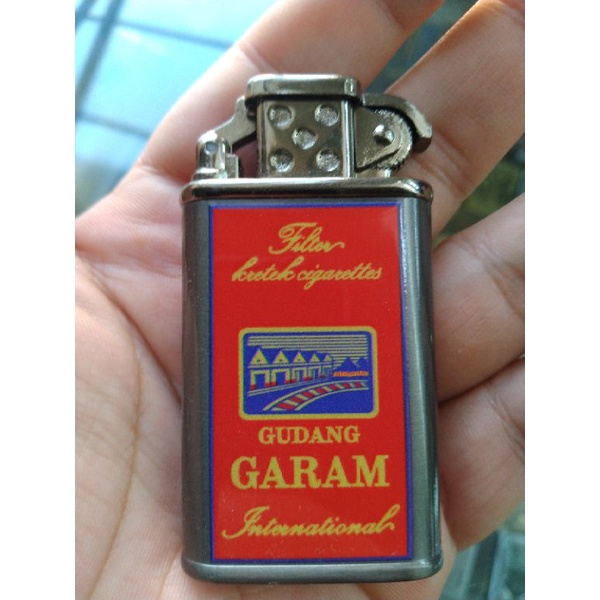 Filter
kretek cigarettes
GUDANG
GARAM
International